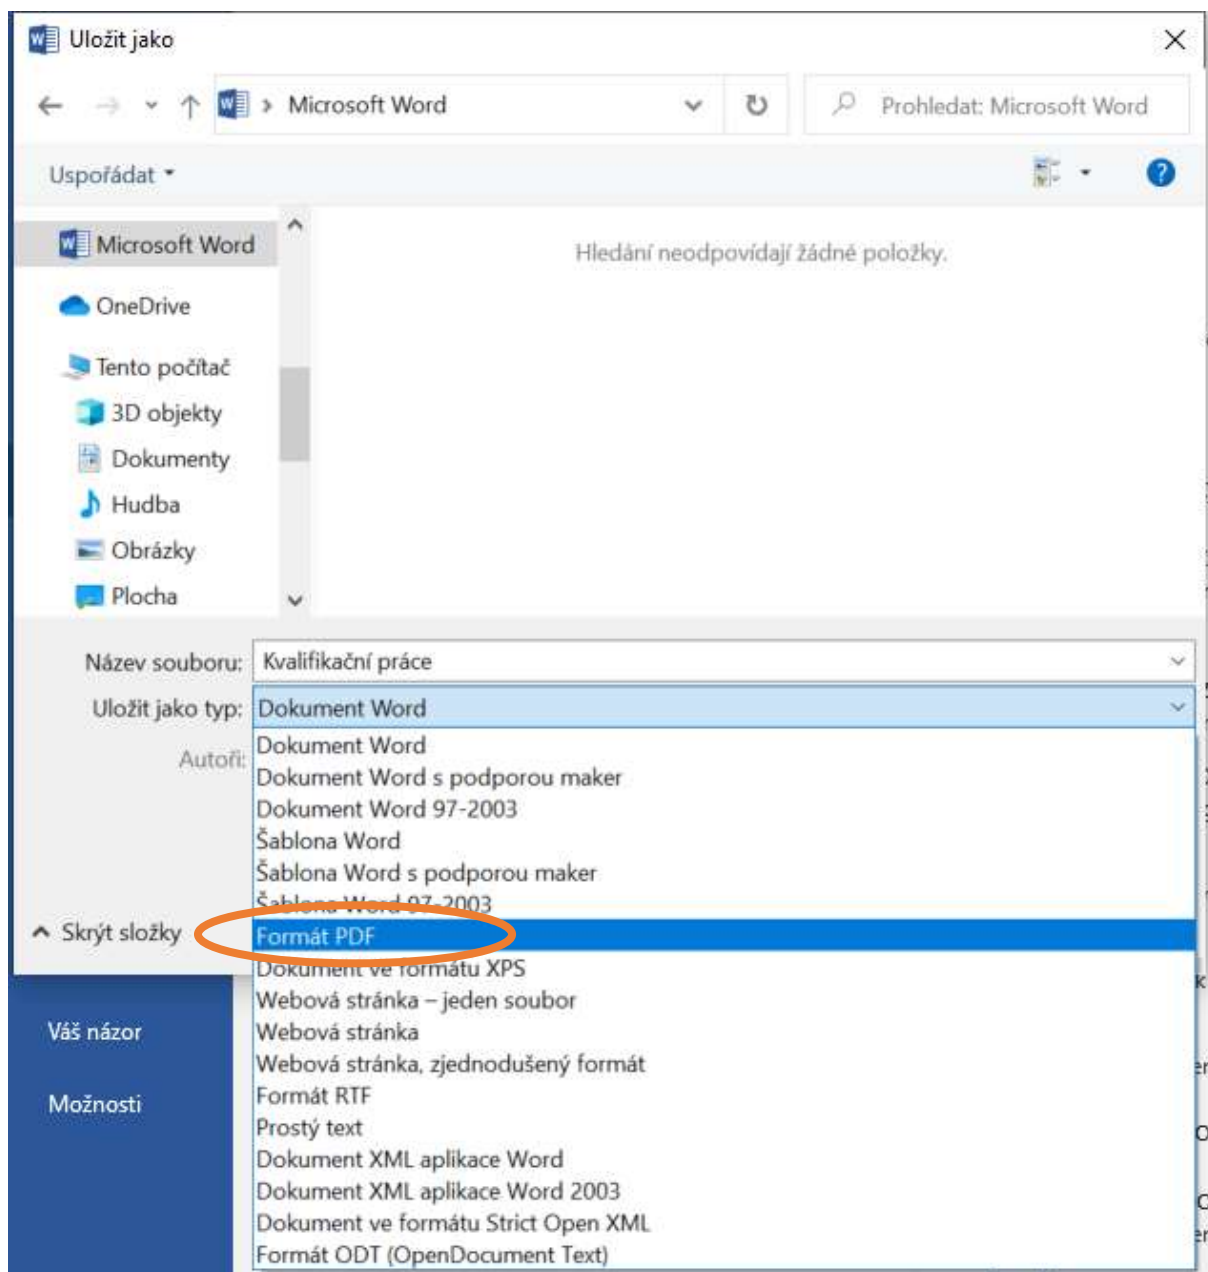 Uložit jako
Microsoft Word
Prohledat: Microsoft Word
Uspořádat
Microsoft Word
Hledání neodpovídají žádné položky.
OneDrive
Tento počítač
3D objekty
Dokumenty
Hudba
Obrázky
Plocha
Název souboru: Kvalifikační práce
Uložit jako typ: Dokument Word
Autoři:
Dokument Word
Dokument Word s podporou maker
Dokument Word 97-2003
Šablona Word
Šablona Word s podporou maker
Šablona Word 97-2003
Skrýt složky
Formát PDF
Dokument ve formátu XPS
Webová stránka – jeden soubor
Webová stránka
Webová stránka, zjednodušený formát
Formát RTF
Prostý text
Dokument XML aplikace Word
Dokument XML aplikace Word 2003
Dokument ve formátu Strict Open XML
Formát ODT (OpenDocument Text)
Váš názor
Možnosti